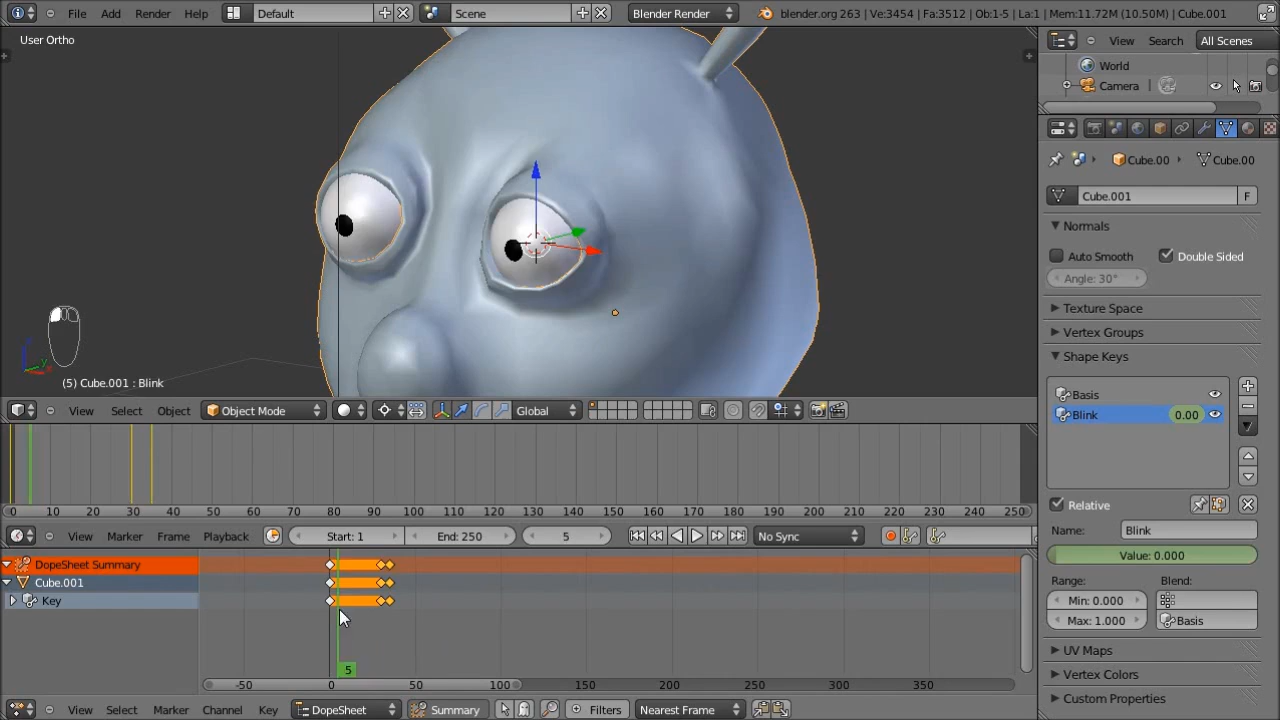 File Add Render Help Default Scene Blender Render blender.org 263 | Ve:3454 | Fa:3512 | Ob:1-5 | La:1 | Mem:11.72M (10.50M) | Cube.001
User Ortho
View Search All Scenes
World
Camera
Cube.00 Cube.00
Cube.001 F
Normals
Auto Smooth Double Sided
Angle: 30°
Texture Space
Vertex Groups
Shape Keys
Basis
Blink 0.00
(5) Cube.001 : Blink
View Select Object Object Mode Global
0 10 20 30 40 50 60 70 80 90 100 110 120 130 140 150 160 170 180 190 200 210 220 230 240 250
Relative
View Marker Frame Playback Start: 1 End: 250 5 No Sync
Name: Blink
Value: 0.000
DopeSheet Summary
Cube.001
Key
Range: Blend:
Min: 0.000
Max: 1.000 Basis
UV Maps
5
Vertex Colors
-50 0 50 100 150 200 250 300 350
Custom Properties
View Select Marker Channel Key DopeSheet Summary Filters Nearest Frame